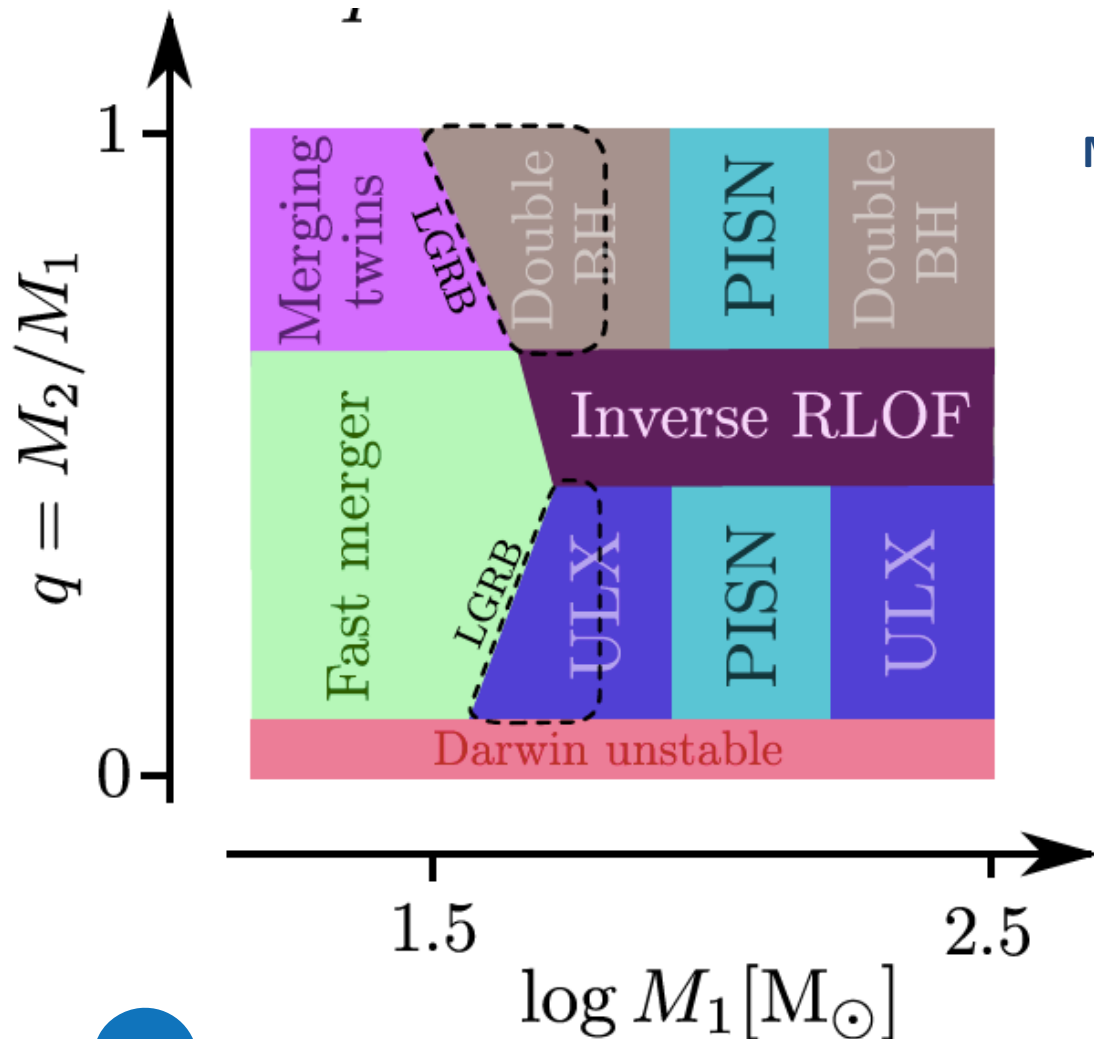 1
Merging
twins
LGRB
Double
BH
PISN
Double
BH
M
q = M₂/M₁
Fast merger
Inverse RLOF
LGRB
ULX
PISN
ULX
Darwin unstable
0
1.5
2.5
log M₁[M☉]